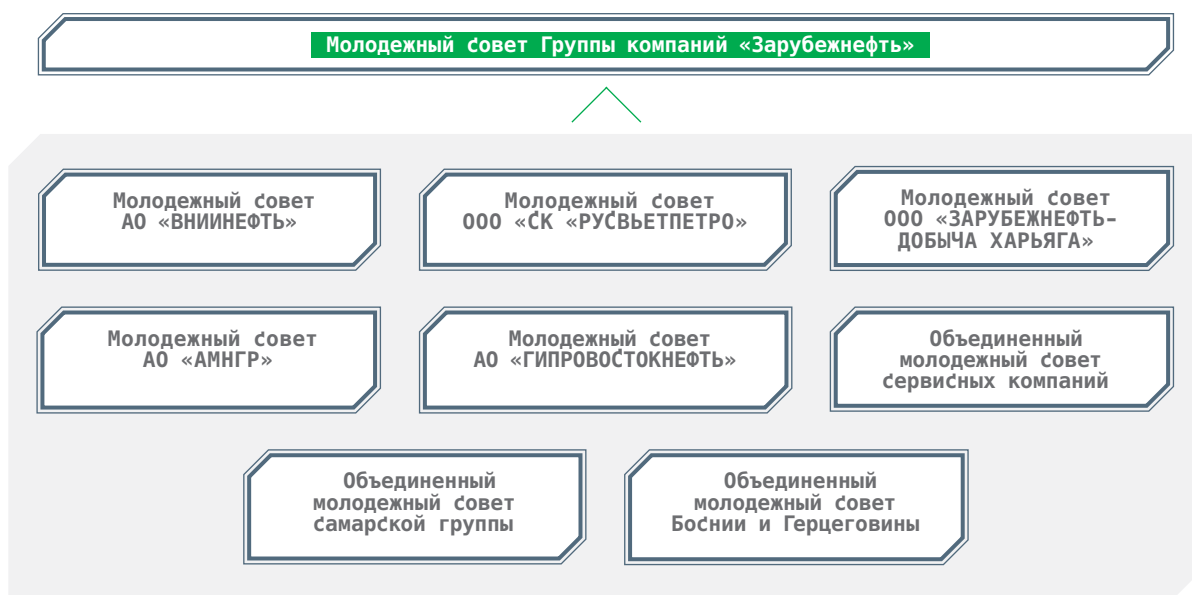 Молодежный совет Группы компаний «Зарубежнефть»
Молодежный совет
АО «ВНИИНЕФТЬ»
Молодежный совет
ООО «СК «РУСВЬЕТПЕТРО»
Молодежный совет
ООО «ЗАРУБЕЖНЕФТЬ-
ДОБЫЧА ХАРЬЯГА»
Молодежный совет
АО «АМНГР»
Молодежный совет
АО «ГИПРОВОСТОКНЕФТЬ»
Объединенный
молодежный совет
сервисных компаний
Объединенный
молодежный совет
самарской группы
Объединенный
молодежный совет
Боснии и Герцеговины